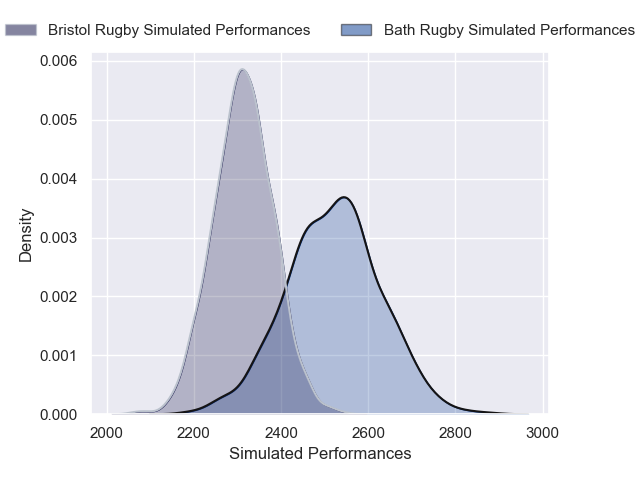 Bristol Rugby Simulated Performances Bath Rugby Simulated Performances
0.006
0.005
0.004
0.003
0.002
0.001
0.000
Density
2000 2200 2400 2600 2800 3000
Simulated Performances